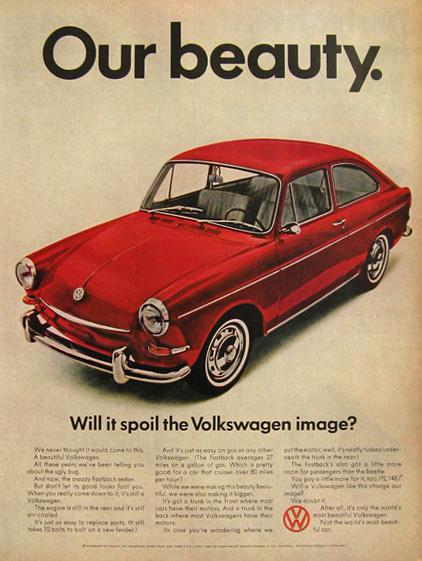 Our beauty.
Will it spoil the Volkswagen image?
We never thought it would come to this.
A beautiful Volkswagen.
All these years we've been telling you
about the ugly bug.
And now, the snazzy Fastback sedan.
But don't let its good looks fool you.
When you really come down to it, it's still a
Volkswagen.
The engine is still in the rear and it's still
air-cooled.
It's just as easy to replace parts. (It still
takes 10 bolts to bolt on a new fender.)
And it's just as easy on gas as any other
Volkswagen. (The Fastback averages 27
miles on a gallon of gas. Which is pretty
good for a car that cruises over 80 miles
per hour.)
While we were making this beauty beau-
tiful, we were also making it bigger.
It's got a trunk in the front where most
cars have their motors. And a trunk in the
back where most Volkswagens have their
motors.
(In case you're wondering where we
put the motor, well, it's neatly tucked under-
neath the trunk in the rear.)
The Fastback's also got a little more
room for passengers than the beetle.
You pay a little more for it, too. ($2,148.)*
Will a Volkswagen like this change our
image?
We doubt it.
After all, it's only the world's
most beautiful Volkswagen.
Not the world's most beauti-
ful car.